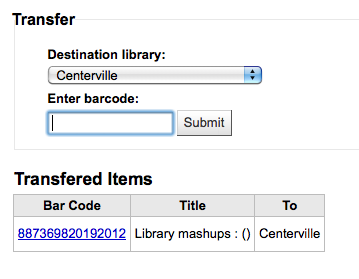 Transfer
Destination library:
Centerville
Enter barcode:
Submit
Transfered Items
Bar Code Title To
887369820192012 Library mashups : () Centerville